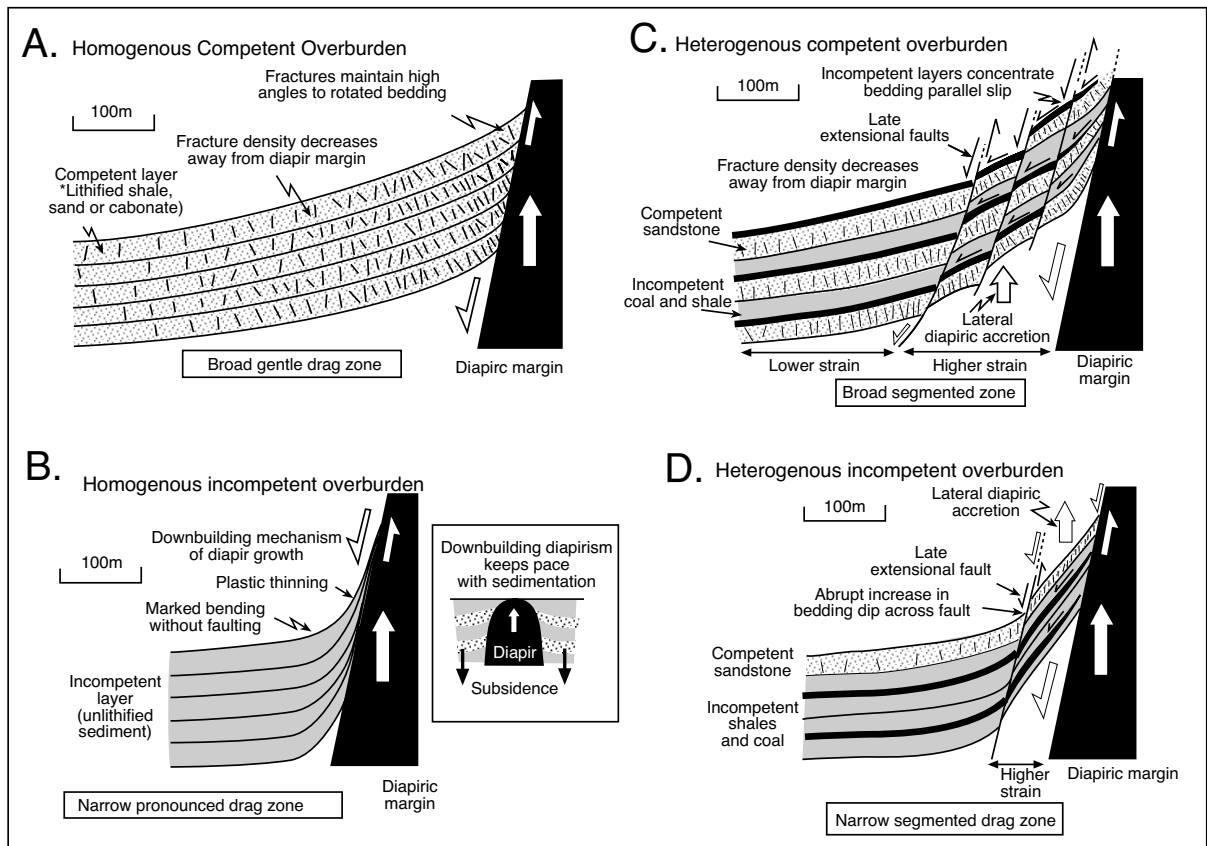 A. Homogenous Competent Overburden
100m
Fractures maintain high
angles to rotated bedding
Fracture density decreases
away from diapir margin
Competent layer
*Lithified shale,
sand or cabonate)
Broad gentle drag zone
Diapirc margin
B. Homogenous incompetent overburden
100m
Downbuilding mechanism
of diapir growth
Plastic thinning
Marked bending
without faulting
Incompetent
layer
(unlithified
sediment)
Narrow pronounced drag zone
Diapiric
margin
Downbuilding diapirism
keeps pace
with sedimentation
Diapir
Subsidence
C. Heterogenous competent overburden
100m
Incompetent layers concentrate
bedding parallel slip
Late
extensional faults
Fracture density decreases
away from diapir margin
Competent
sandstone
Incompetent
coal and shale
Lateral
diapiric accretion
Lower strain
Higher strain
Diapiric
margin
Broad segmented zone
D. Heterogenous incompetent overburden
100m
Lateral diapiric
accretion
Late
extensional fault
Abrupt increase in
bedding dip across fault
Competent
sandstone
Incompetent
shales
and coal
Higher
strain
Diapiric margin
Narrow segmented drag zone